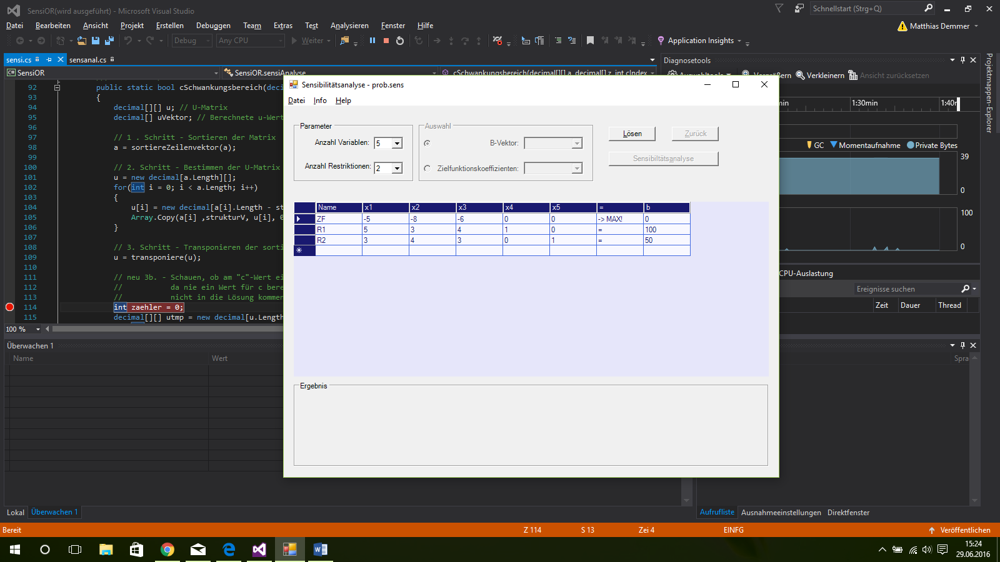 SensiOR(wird ausgeführt) - Microsoft Visual Studio
Schnellstart (Strg+Q)
Datei Bearbeiten Ansicht Projekt Erstellen Debuggen Team Extras Test Analysieren Fenster Hilfe
Matthias Demmer
Debug Any CPU Weiter Application Insights
sensi.cs sensanal.cs
SensiOR SensiOR.sensiAnalyse cSchwankungsbereich(decimal[][] a, decimal[] z, int cIndex
92 public static bool cSchwankungsbereich(deci
93 {
94 decimal[][] u; // U-Matrix
95 decimal[] uVektor; // Berechnete u-Wert
96
97 // 1 . Schritt - Sortieren der Matrix
98 a = sortiereZeilenvektor(a);
99
100 // 2. Schritt - Bestimmen der U-Matrix
101 u = new decimal[a.Length][];
102 for(int i = 0; i < a.Length; i++)
103 {
104 u[i] = new decimal[a[i].Length - st
105 Array.Copy(a[i] ,strukturV, u[i], 0
106 }
107
108 // 3. Schritt - Transponieren der sorti
109 u = transponiere(u);
110
111 // neu 3b. - Schauen, ob am "c"-Wert ei
112 // da nie ein Wert für c bere
113 // nicht in die Lösung kommer
114 int zaehler = 0;
115 decimal[][] utmp = new decimal[u.Length
100 %
Diagnosetools
Auswahltools Vergrößern Verkleinern Ansicht zurücksetzen
min 1:30min 1:40m
GC Momentaufnahme Private Bytes
39
0
100
0
CPU-Auslastung
Ereignisse suchen
Zeit Dauer Thread
Projektmappen-Explorer
Sensibilitätsanalyse - prob.sens
Datei Info Help
Parameter
Anzahl Variablen: 5
Anzahl Restriktionen: 2
Auswahl
B-Vektor:
Zielfunktionskoeffizienten:
Lösen Zurück
Sensibiltätsanalyse
Name x1 x2 x3 x4 x5 = b
ZF -5 -8 -6 0 0 -> MAX! 0
R1 5 3 4 1 0 = 100
R2 3 4 3 0 1 = 50
*
Ergebnis
Überwachen 1
Name Wert
Spra
Lokal Überwachen 1
Aufrufliste Ausnahmeeinstellungen Direktfenster
Bereit Z 114 S 13 Zei 4 EINFG Veröffentlichen
15:24
29.06.2016